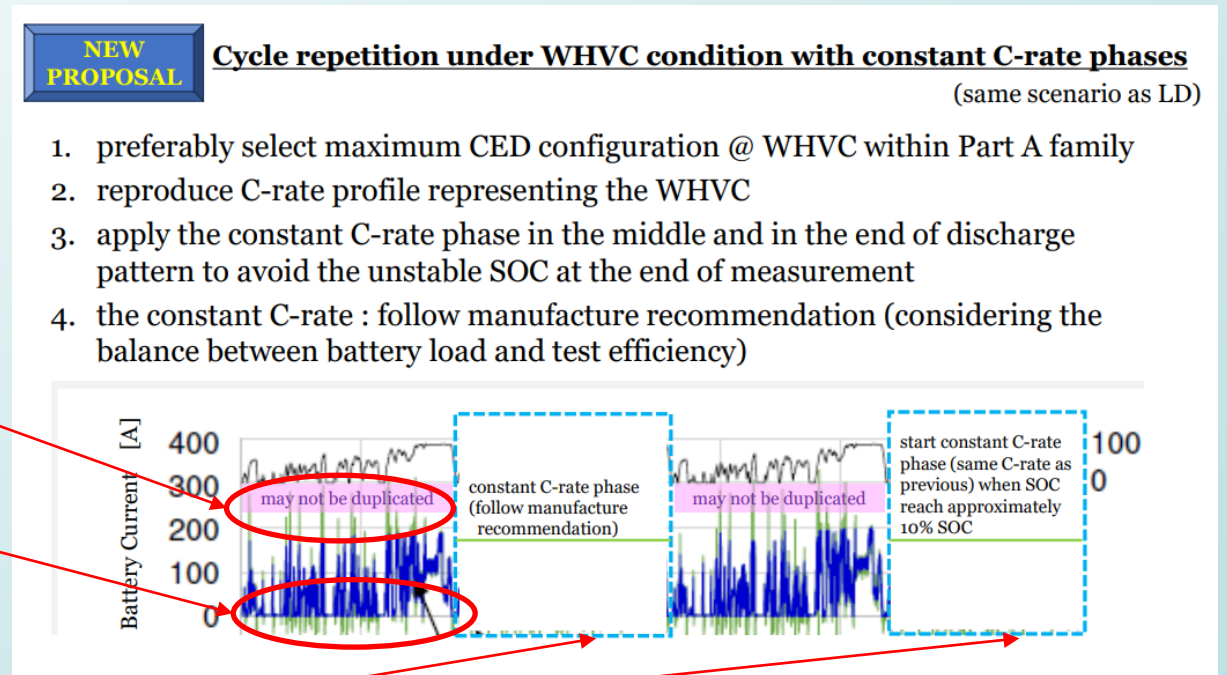 NEW
PROPOSAL
Cycle repetition under WHVC condition with constant C-rate phases
(same scenario as LD)
1. preferably select maximum CED configuration @ WHVC within Part A family
2. reproduce C-rate profile representing the WHVC
3. apply the constant C-rate phase in the middle and in the end of discharge
pattern to avoid the unstable SOC at the end of measurement
4. the constant C-rate : follow manufacture recommendation (considering the
balance between battery load and test efficiency)
Battery Current [A]
400
300
200
100
0
may not be duplicated
constant C-rate phase
(follow manufacture
recommendation)
may not be duplicated
start constant C-rate
phase (same C-rate as
previous) when SOC
reach approximately
10% SOC
100
0